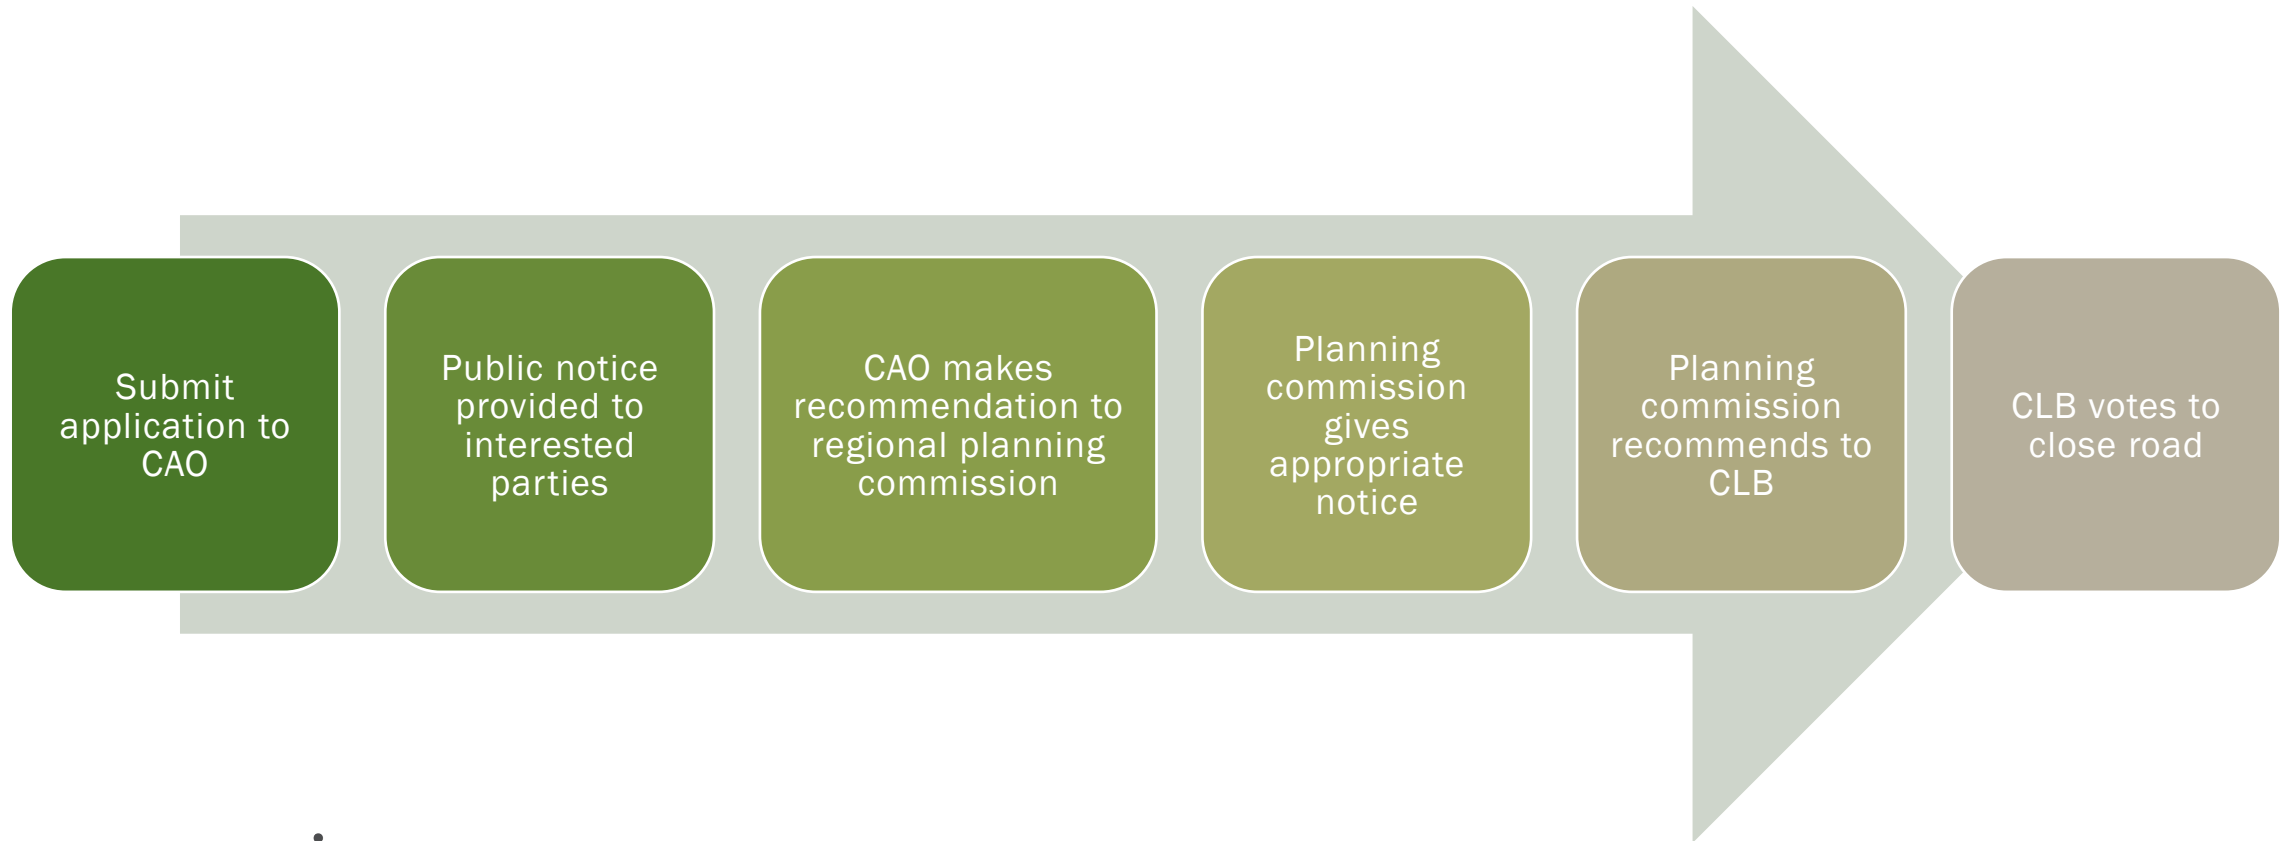 Submit
application to
CAO
Public notice
provided to
interested
parties
CAO makes
recommendation to
regional planning
commission
Planning
commission
gives
appropriate
notice
Planning
commission
recommends to
CLB
CLB votes to
close road